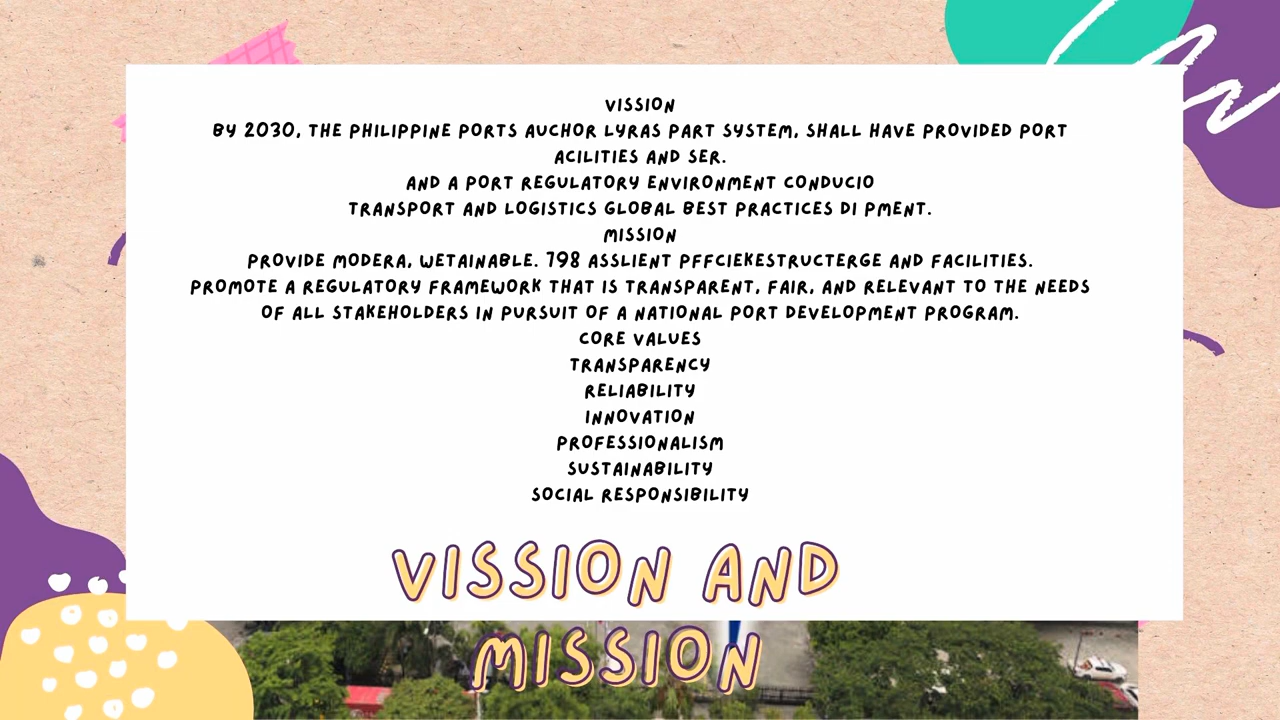 VISSION
BY 2030, THE PHILIPPINE PORTS AUCHOR LYRAS PART SYSTEM, SHALL HAVE PROVIDED PORT
ACILITIES AND SER.
AND A PORT REGULATORY ENVIRONMENT CONDUCIO
TRANSPORT AND LOGISTICS GLOBAL BEST PRACTICES DI PMENT.
MISSION
PROVIDE MODERA, WETAINABLE. 798 ASSLIENT PFFCIEKESTRUCTERGE AND FACILITIES.
PROMOTE A REGULATORY FRAMEWORK THAT IS TRANSPARENT, FAIR, AND RELEVANT TO THE NEEDS
OF ALL STAKEHOLDERS IN PURSUIT OF A NATIONAL PORT DEVELOPMENT PROGRAM.
CORE VALUES
TRANSPARENCY
RELIABILITY
INNOVATION
PROFESSIONALISM
SUSTAINABILITY
SOCIAL RESPONSIBILITY
VISSION AND
MISSION